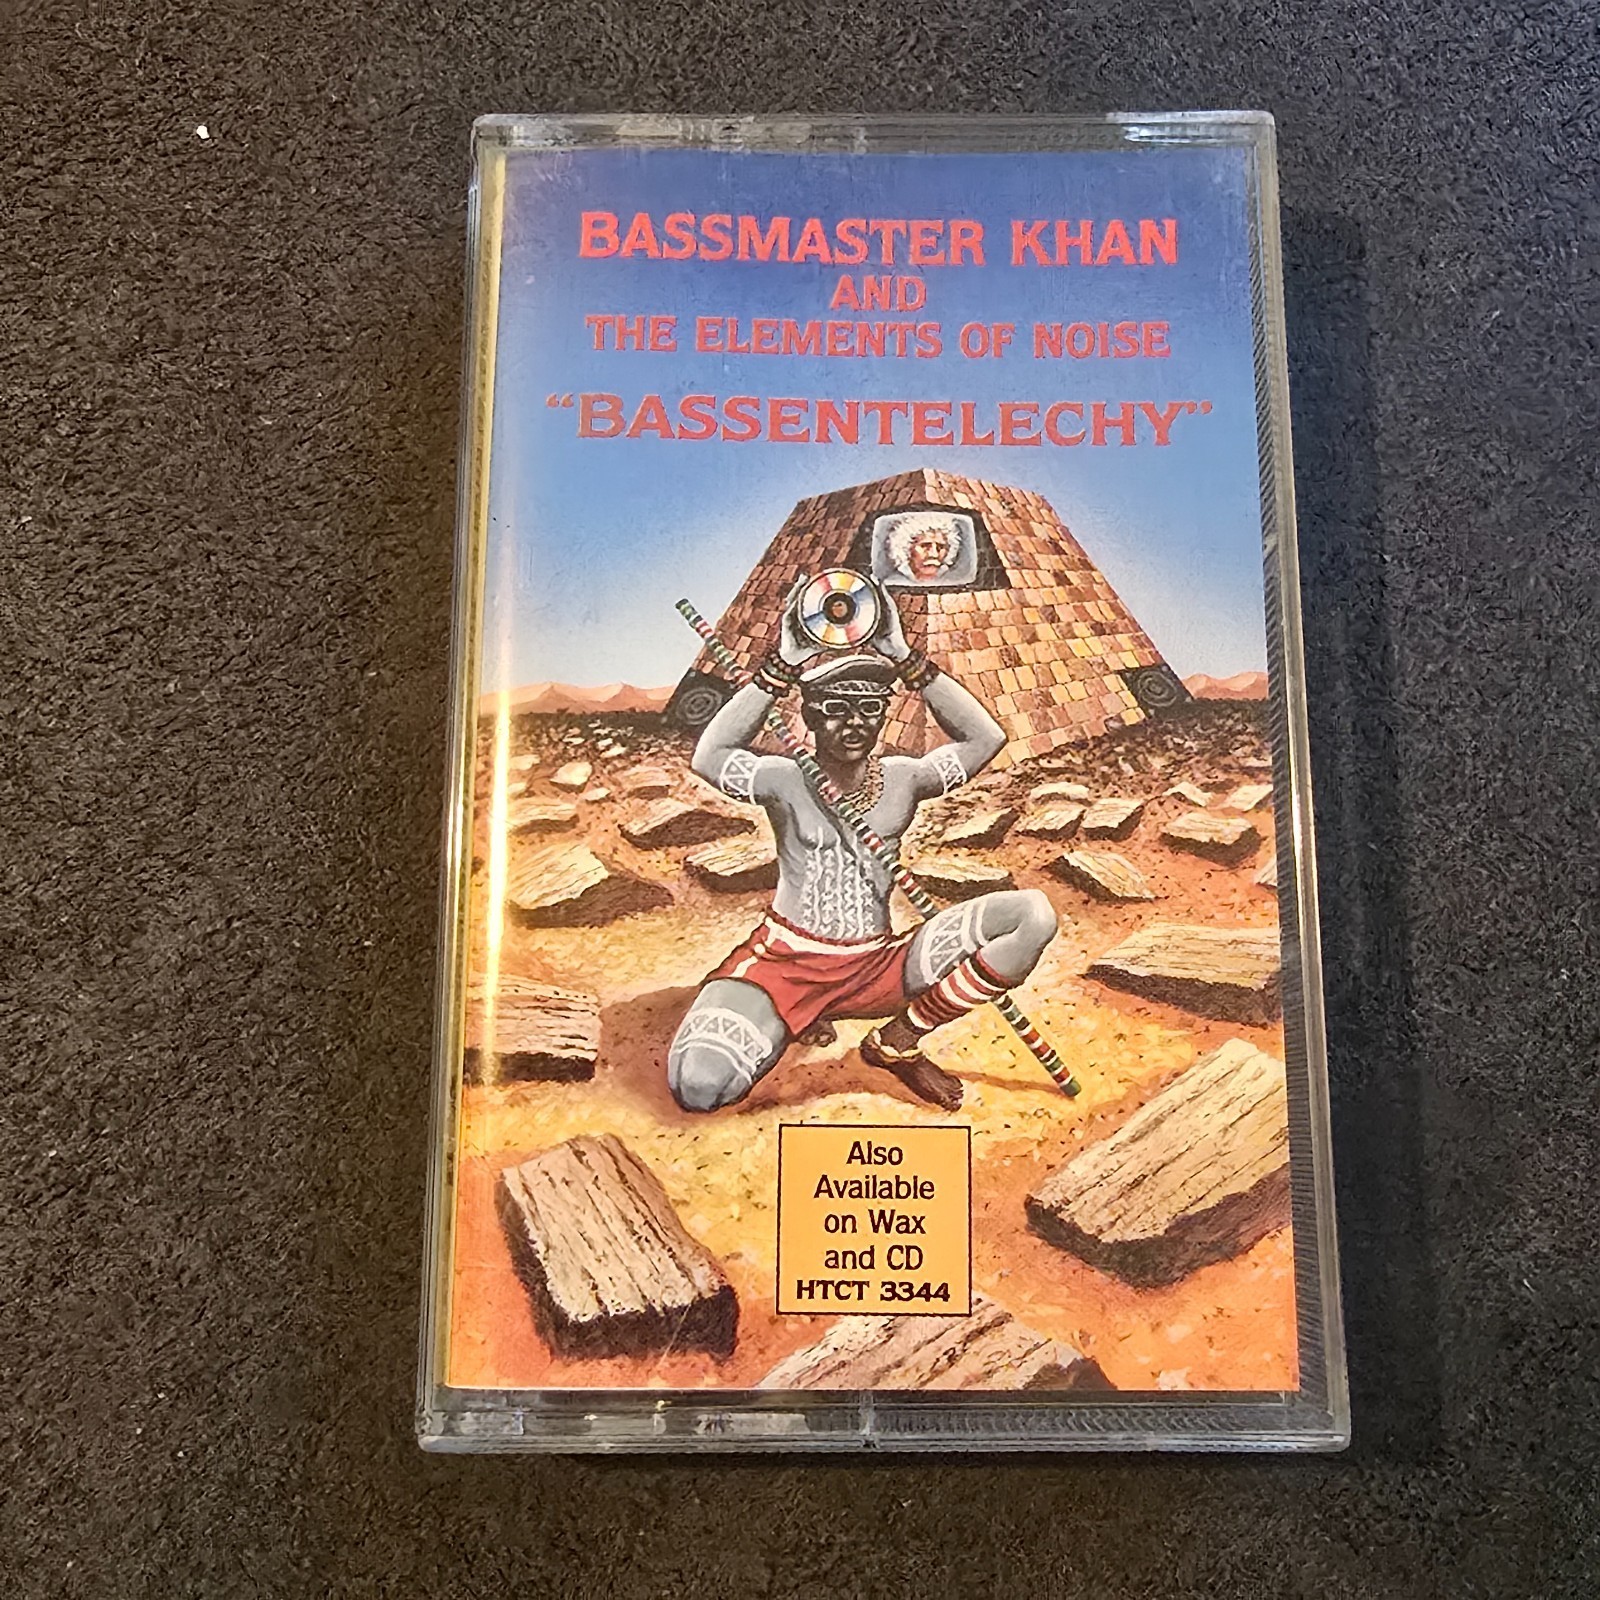 BASSMASTER KHAN
AND
THE ELEMENTS OF NOISE
“BASSENTELECHY”
Also
Available
on Wax
and CD
HTCT 3344